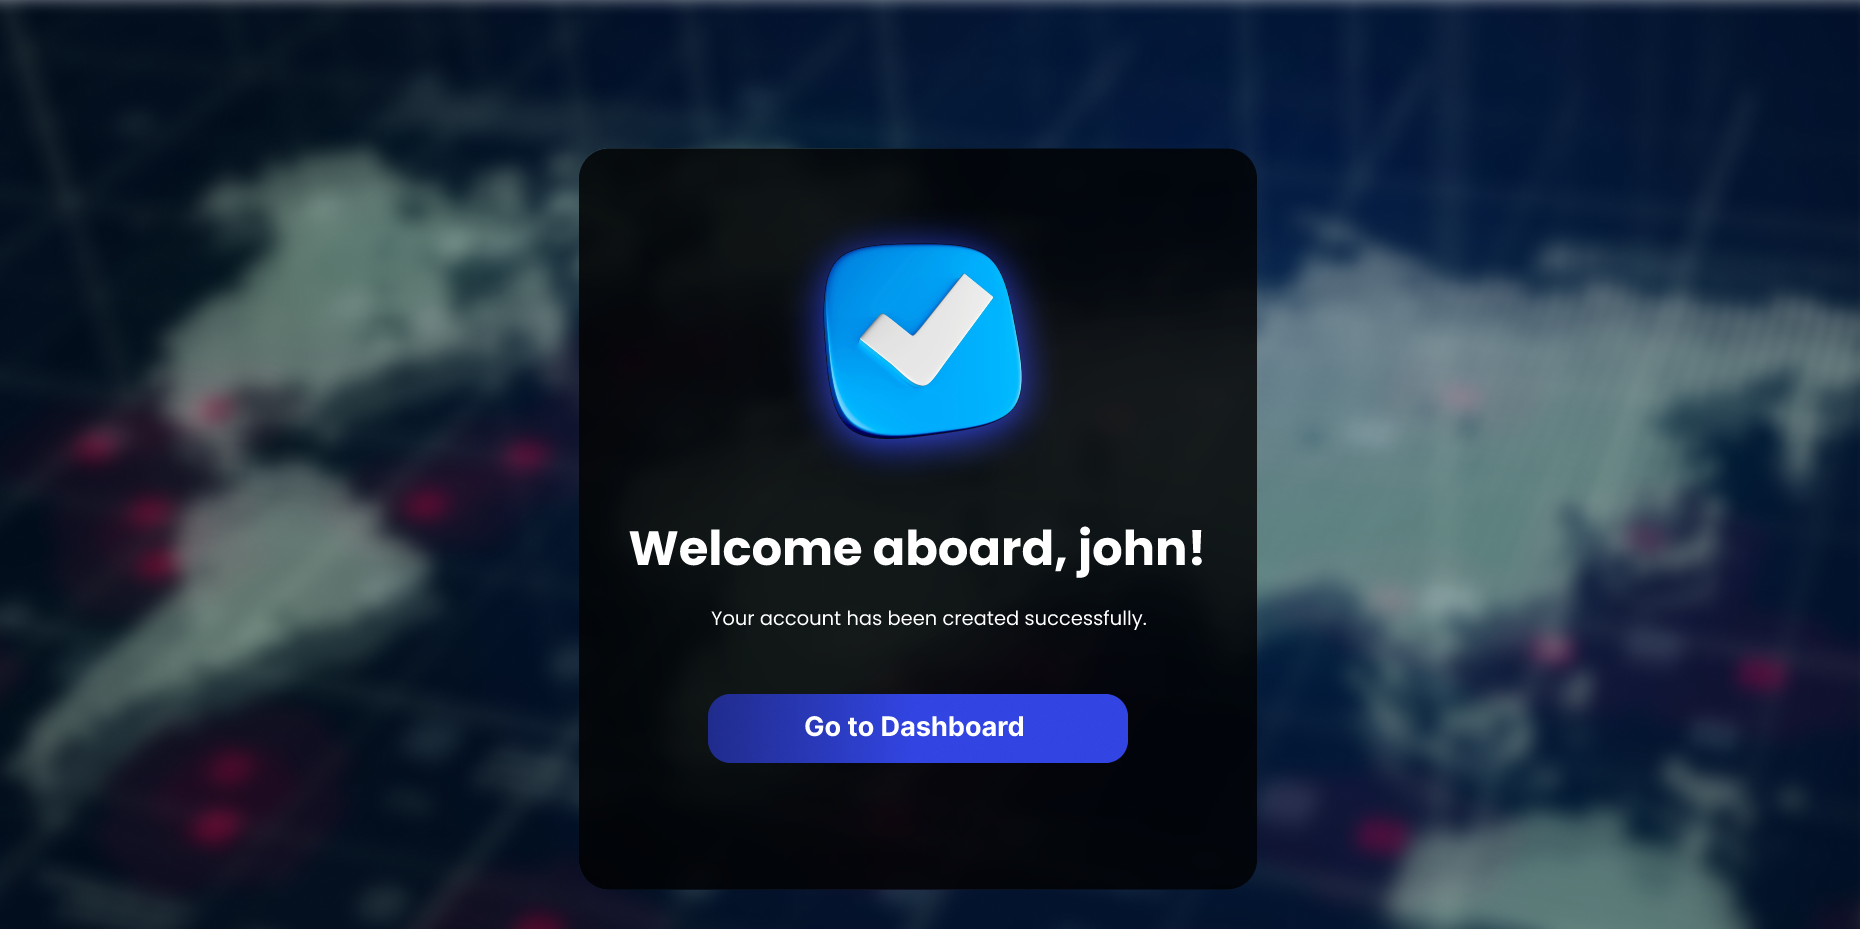 Welcome aboard, john!
Your account has been created successfully.
Go to Dashboard